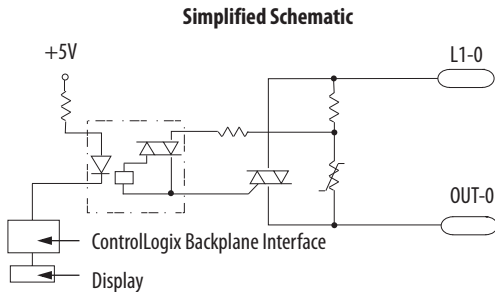 Simplified Schematic
+5V
L1-0
OUT-0
ControlLogix Backplane Interface
Display